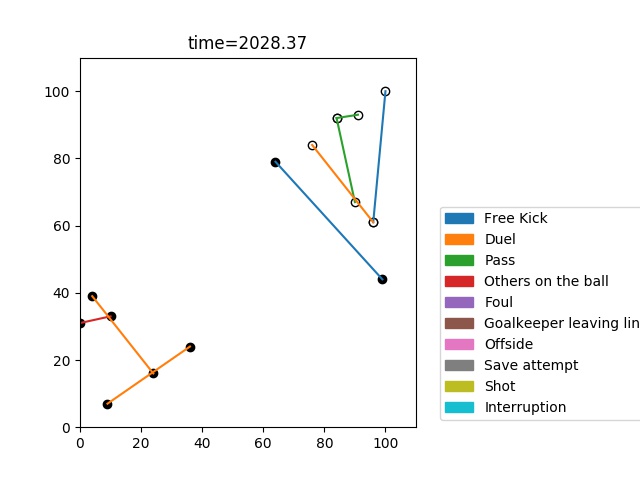 time=2028.37
100
80
60
40
20
0
0 20 40 60 80 100
Free Kick
Duel
Pass
Others on the ball
Foul
Goalkeeper leaving lin
Offside
Save attempt
Shot
Interruption